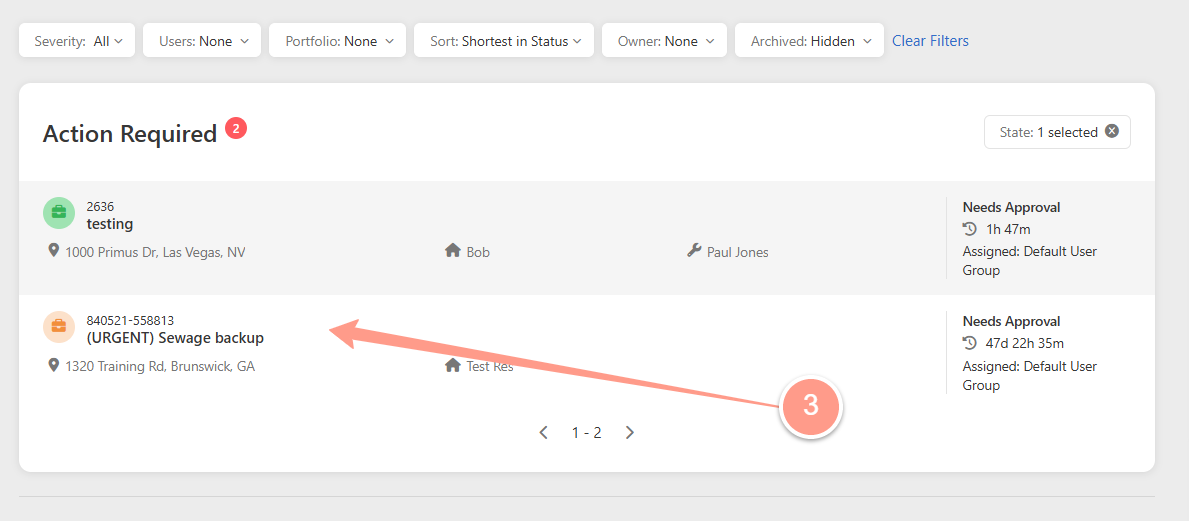 Severity: All Users: None Portfolio: None Sort: Shortest in Status Owner: None Archived: Hidden Clear Filters
Action Required 2
State: 1 selected
2636
testing
1000 Primus Dr, Las Vegas, NV
Bob
Paul Jones
Needs Approval
1h 47m
Assigned: Default User
Group
840521-558813
(URGENT) Sewage backup
1320 Training Rd, Brunswick, GA
Test Res
Needs Approval
47d 22h 35m
Assigned: Default User
Group
3
1 - 2